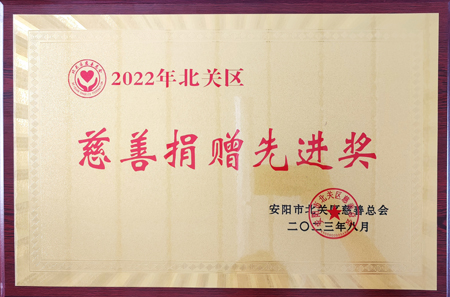 2022年北关区
慈善捐赠先进奖
安阳市北关区慈善总会
二〇二三年八月